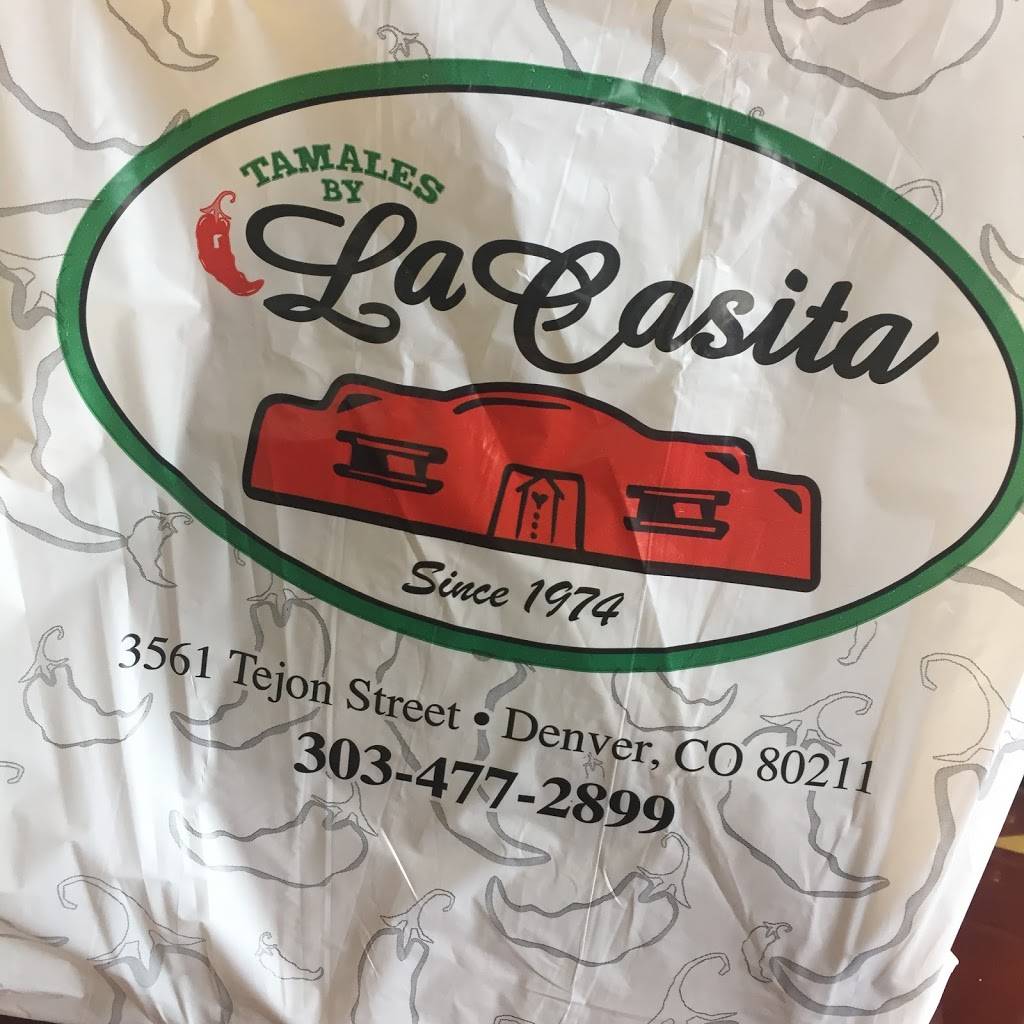 TAMALES
BY
La Casita
Since 1974
3561 Tejon Street • Denver, CO 80211
303-477-2899